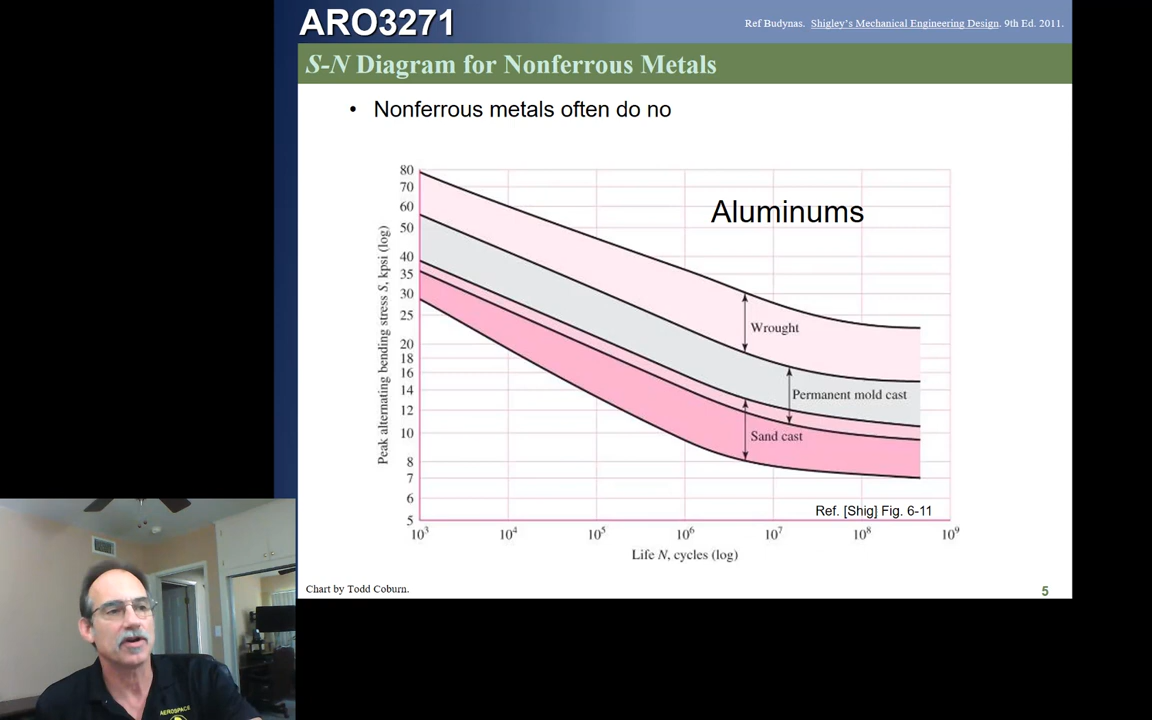 ARO3271
Ref Budynas. Shigley's Mechanical Engineering Design. 9th Ed. 2011.
S-N Diagram for Nonferrous Metals
• Nonferrous metals often do no
Aluminums
Peak alternating bending stress S, kpsi (log)
80
70
60
50
40
35
30
25
20
18
16
14
12
10
8
7
6
5
Wrought
Permanent mold cast
Sand cast
Ref. [Shig] Fig. 6-11
10³ 10⁴ 10⁵ 10⁶ 10⁷ 10⁸ 10⁹
Life N, cycles (log)
Chart by Todd Coburn.
5
AEROSPACE